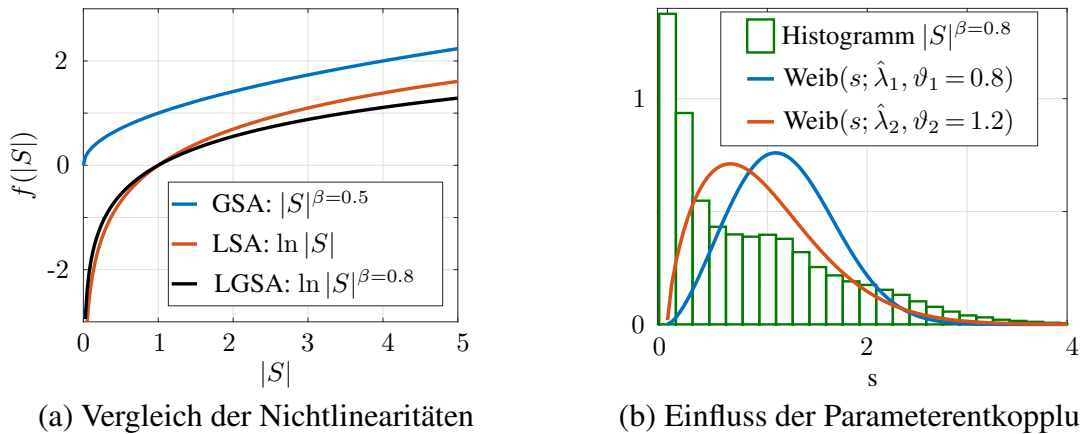 f(|S|)
2
0
-2
GSA: |S|^{β=0.5}
LSA: ln |S|
LGSA: ln |S|^{β=0.8}
0 1 2 3 4 5
|S|
(a) Vergleich der Nichtlinearitäten
1
0
Histogramm |S|^{β=0.8}
Weib(s; λ̂₁, ϑ₁ = 0.8)
Weib(s; λ̂₂, ϑ₂ = 1.2)
0 2 4
s
(b) Einfluss der Parameterentkopplu